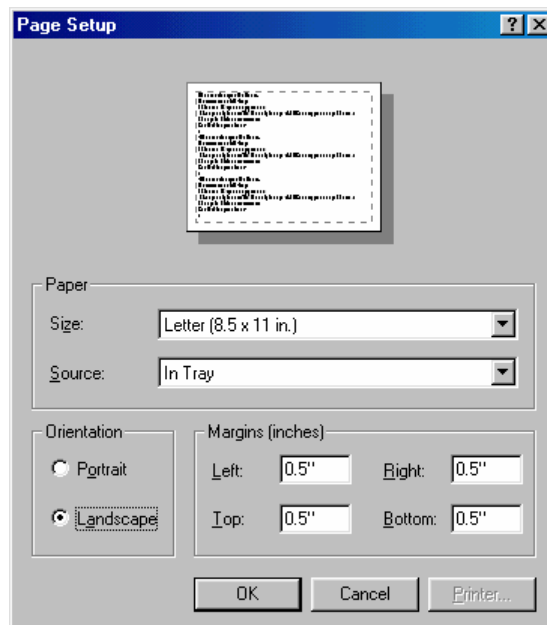 Page Setup
Paper
Size: Letter (8.5 x 11 in.)
Source: In Tray
Orientation
Portrait
Landscape
Margins (inches)
Left: 0.5" Right: 0.5"
Top: 0.5" Bottom: 0.5"
OK Cancel Printer...